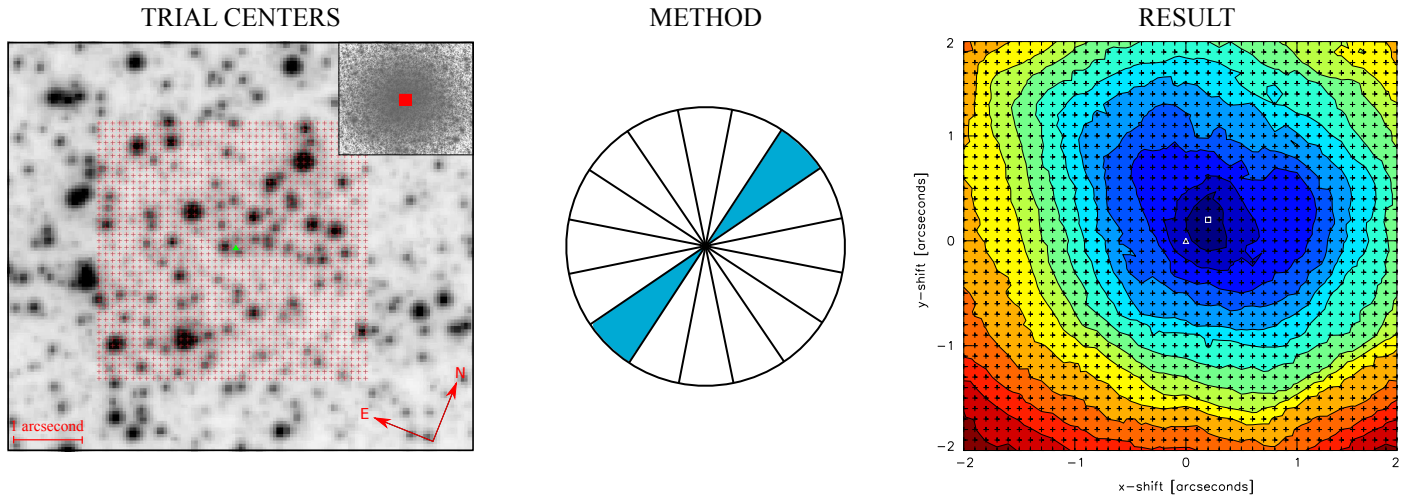 TRIAL CENTERS
METHOD
RESULT
N
E
1 arcsecond
y-shift [arcseconds]
2
1
0
−1
−2
−2
−1
0
1
2
x-shift [arcseconds]